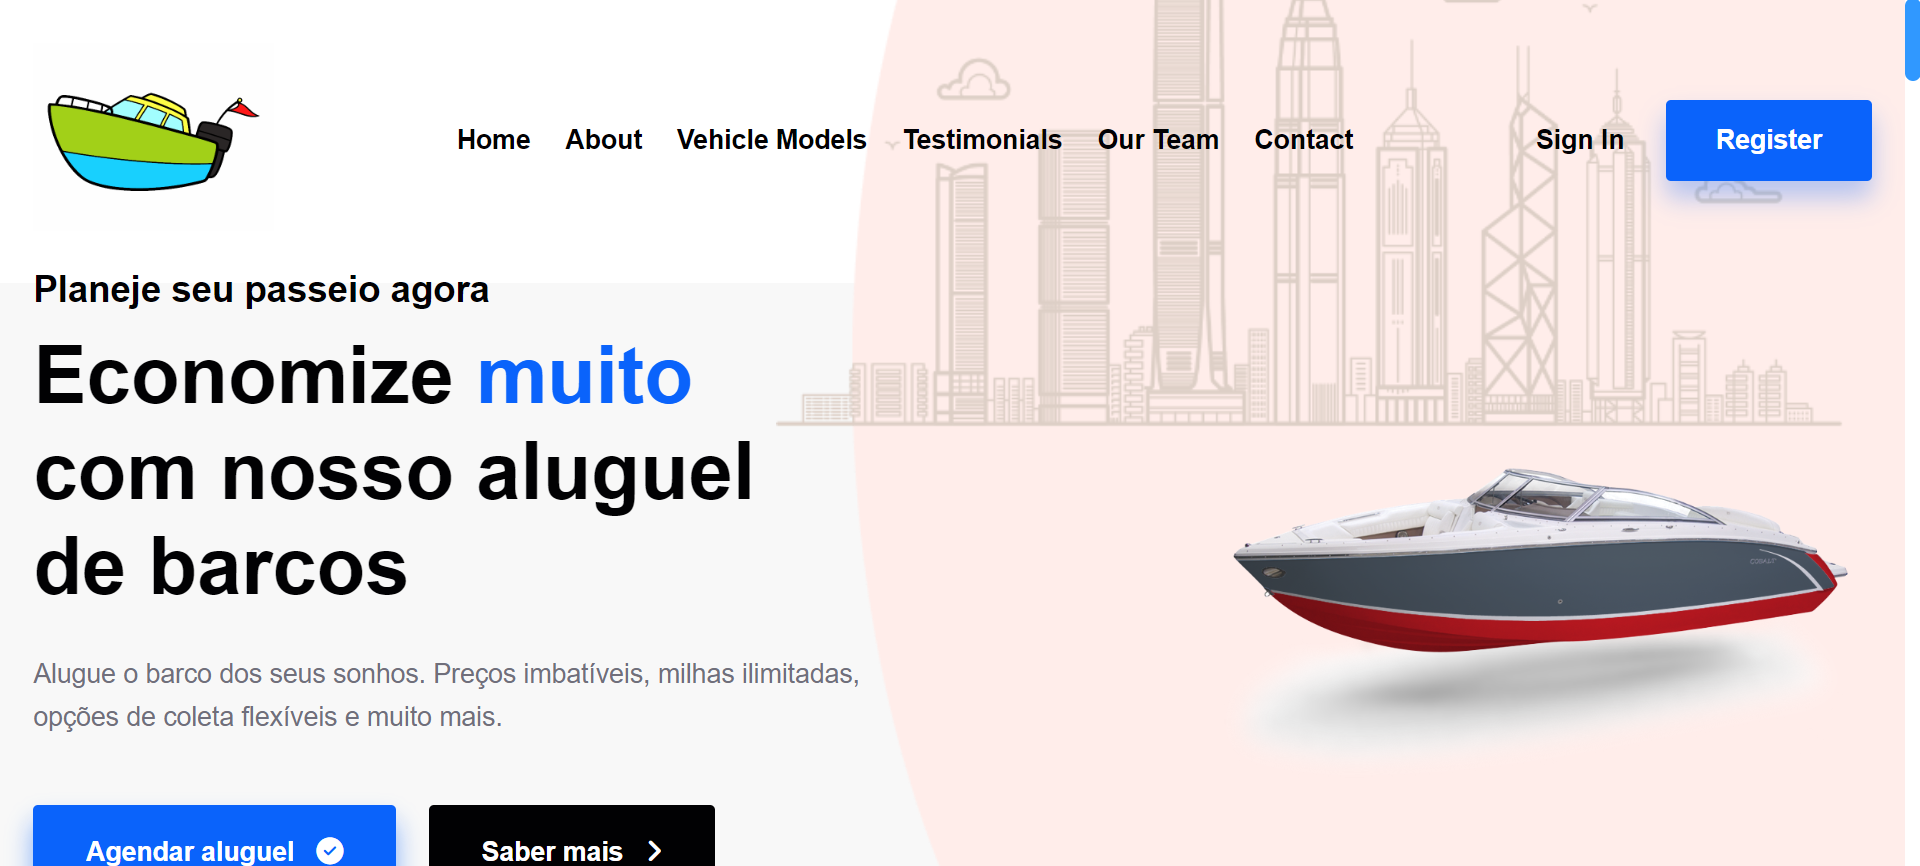 Home About Vehicle Models Testimonials Our Team Contact Sign In Register
Planeje seu passeio agora
Economize muito
com nosso aluguel
de barcos
Alugue o barco dos seus sonhos. Preços imbatíveis, milhas ilimitadas,
opções de coleta flexíveis e muito mais.
Agendar aluguel Saber mais
COBALT